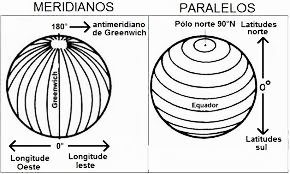 MERIDIANOS
180°
antimeridiano
de Greenwich
Greenwich
0°
Longitude
Oeste
Longitude
leste
PARALELOS
Pólo norte 90°N
Latitudes
norte
0°
Equador
Latitudes
sul